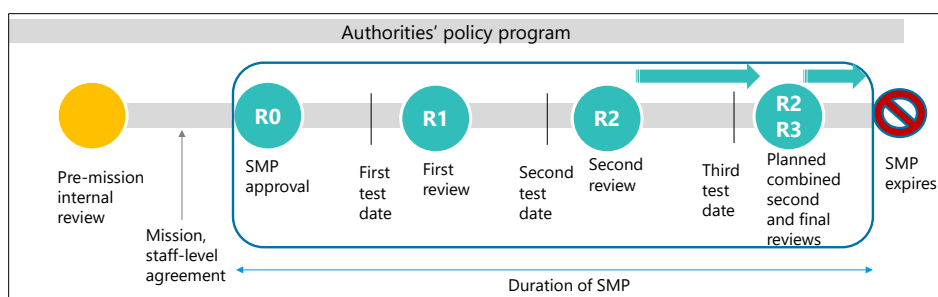 Authorities’ policy program
R0
R1
R2
R2
R3
Pre-mission
internal
review
Mission,
staff-level
agreement
SMP
approval
First
test
date
First
review
Second
test date
Second
review
Third
test
date
Planned
combined
second
and final
reviews
SMP
expires
Duration of SMP